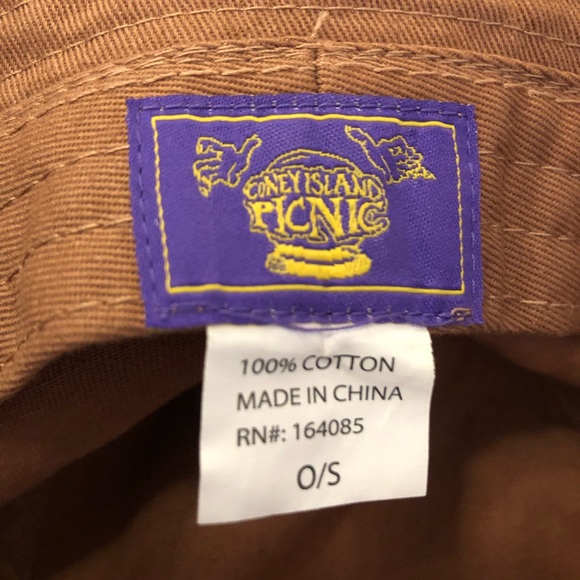 CONEY ISLAND
PICNIC
100% COTTON
MADE IN CHINA
RN#: 164085
O/S